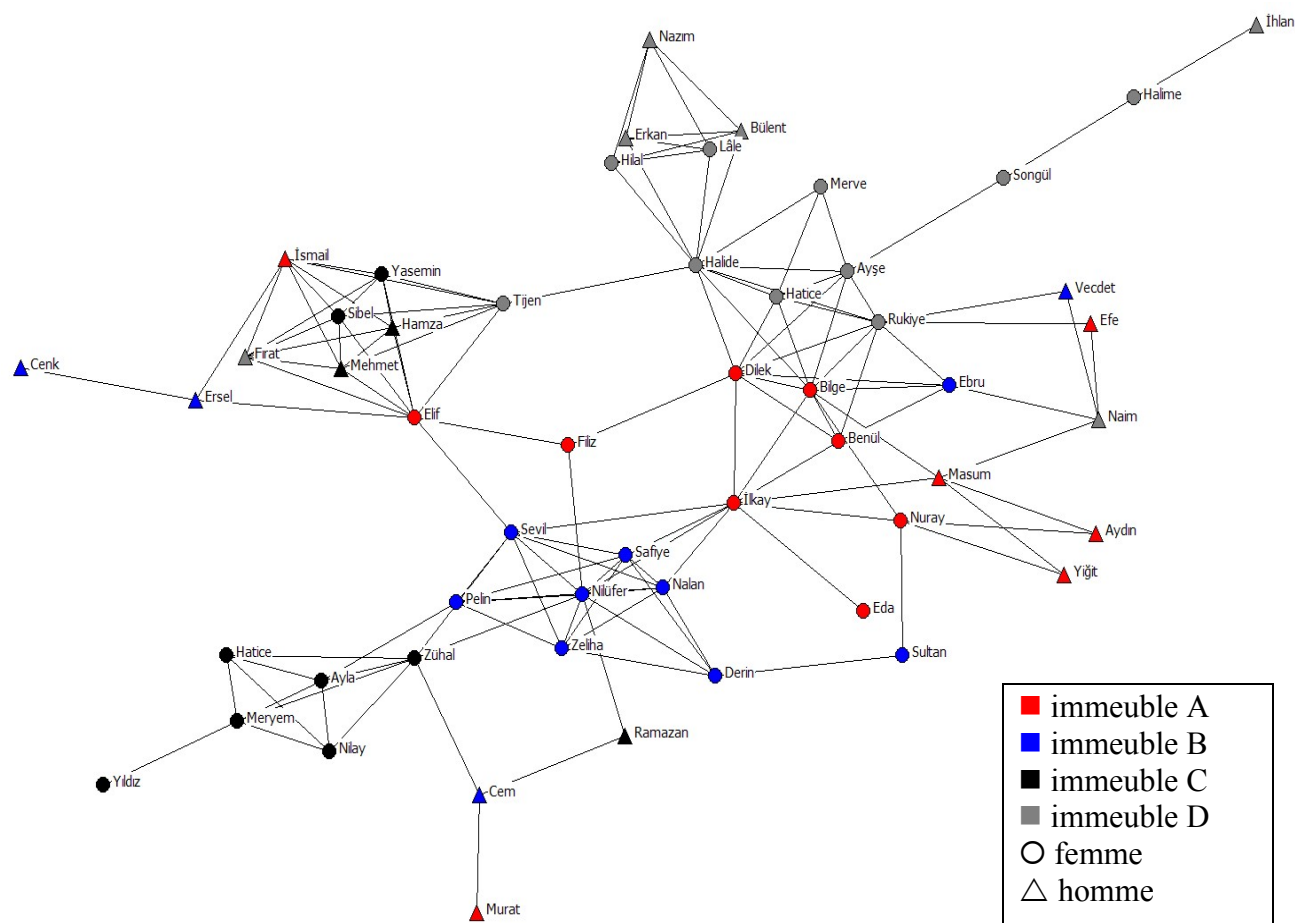 İhlan
Nazım
Halime
Bülent
Erkan
Lâle
Hilal
Songül
Merve
İsmail
Yasemin
Halide
Ayşe
Vecdet
Hatice
Tijen
Sibel
Hamza
Rukiye
Efe
Fırat
Mehmet
Cenk
Dilek
Bilge
Ebru
Ersel
Elif
Naim
Filiz
Benül
Masum
İlkay
Nuray
Sevil
Aydın
Safiye
Yiğit
Nalan
Pelin
Nilüfer
Eda
Zeliha
Hatice
Zühal
Sultan
Derin
Ayla
Meryem
Ramazan
Nilay
Yıldız
Cem
Murat
immeuble A
immeuble B
immeuble C
immeuble D
femme
homme